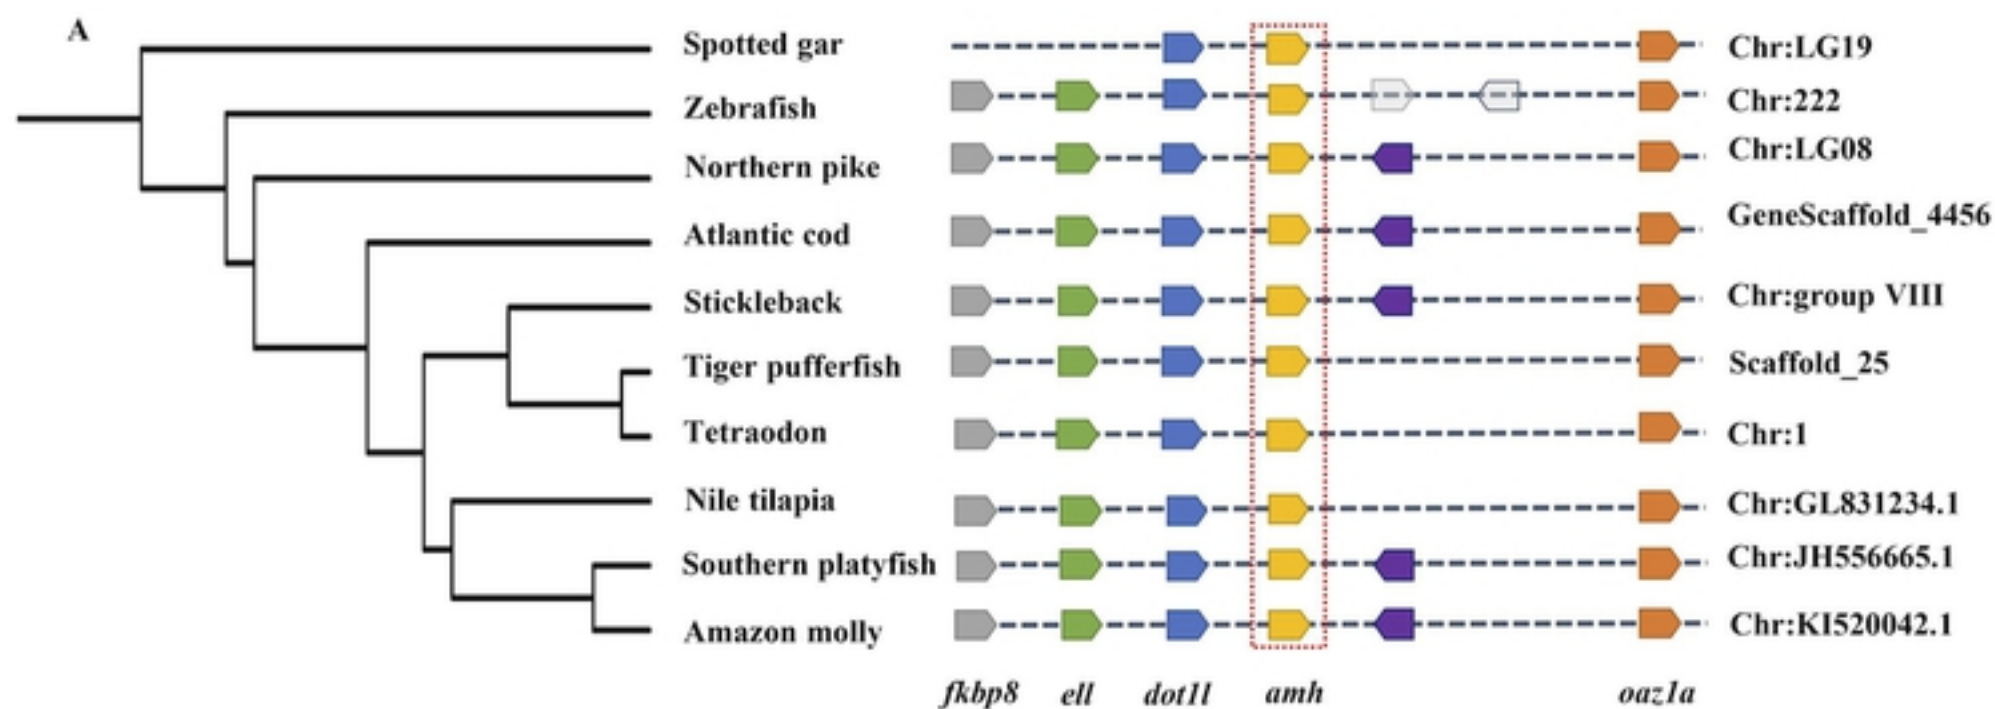 A
Spotted gar Chr:LG19
Zebrafish Chr:222
Northern pike Chr:LG08
Atlantic cod GeneScaffold_4456
Stickleback Chr:group VIII
Tiger pufferfish Scaffold_25
Tetraodon Chr:1
Nile tilapia Chr:GL831234.1
Southern platyfish Chr:JH556665.1
Amazon molly Chr:KI520042.1
fkbp8 ell dot1l amh oaz1a